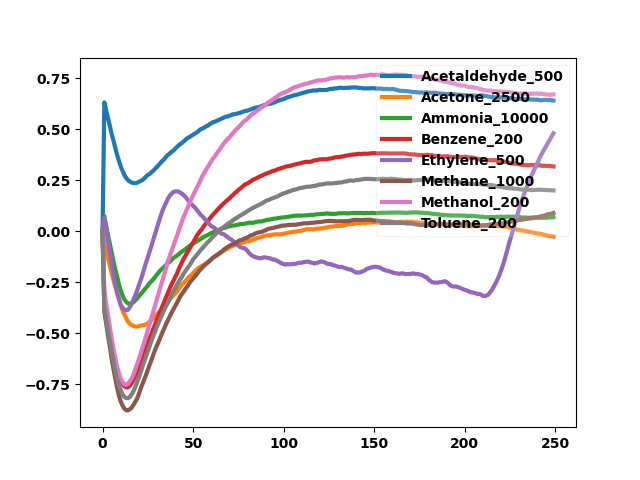 0.75
0.50
0.25
0.00
−0.25
−0.50
−0.75
0
50
100
150
200
250
Acetaldehyde_500
Acetone_2500
Ammonia_10000
Benzene_200
Ethylene_500
Methane_1000
Methanol_200
Toluene_200